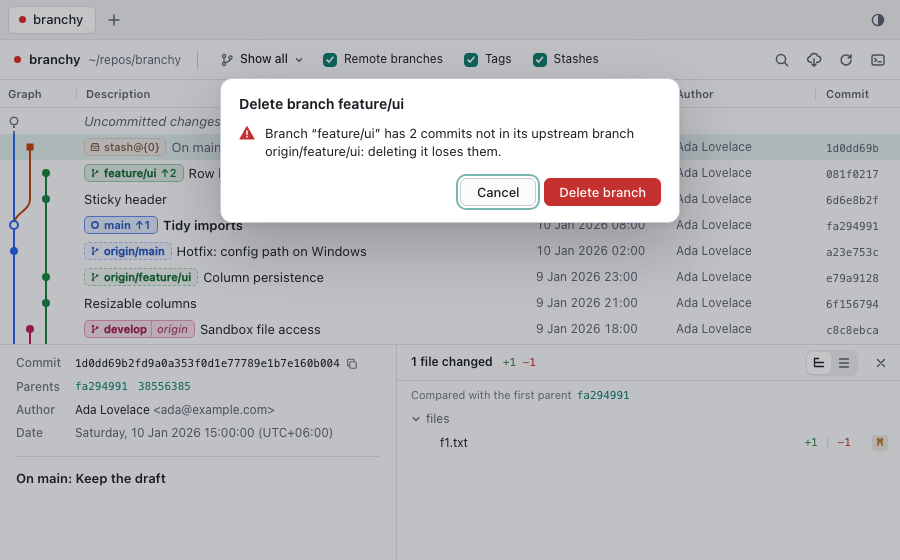 branchy
branchy ~/repos/branchy Show all Remote branches Tags Stashes
Graph Description Author Commit
Uncommitted changes
stash@{0} On main Ada Lovelace 1d0dd69b
feature/ui ↑2 Row 081f0217
Sticky header 6d6e8b2f
main ↑1 Tidy imports 10 Jan 2026 08:00 Ada Lovelace fa294991
origin/main Hotfix: config path on Windows 10 Jan 2026 02:00 Ada Lovelace a23e753c
origin/feature/ui Column persistence 9 Jan 2026 23:00 Ada Lovelace e79a9128
Resizable columns 9 Jan 2026 21:00 Ada Lovelace 6f156794
develop origin Sandbox file access 9 Jan 2026 18:00 Ada Lovelace c8c8ebca
Delete branch feature/ui
Branch “feature/ui” has 2 commits not in its upstream branch
origin/feature/ui: deleting it loses them.
Cancel Delete branch
Commit 1d0dd69b2fd9a0a353f0d1e77789e1b7e160b004
Parents fa294991 38556385
Author Ada Lovelace <ada@example.com>
Date Saturday, 10 Jan 2026 15:00:00 (UTC+06:00)
On main: Keep the draft
1 file changed +1 −1
Compared with the first parent fa294991
files
f1.txt +1 −1 M